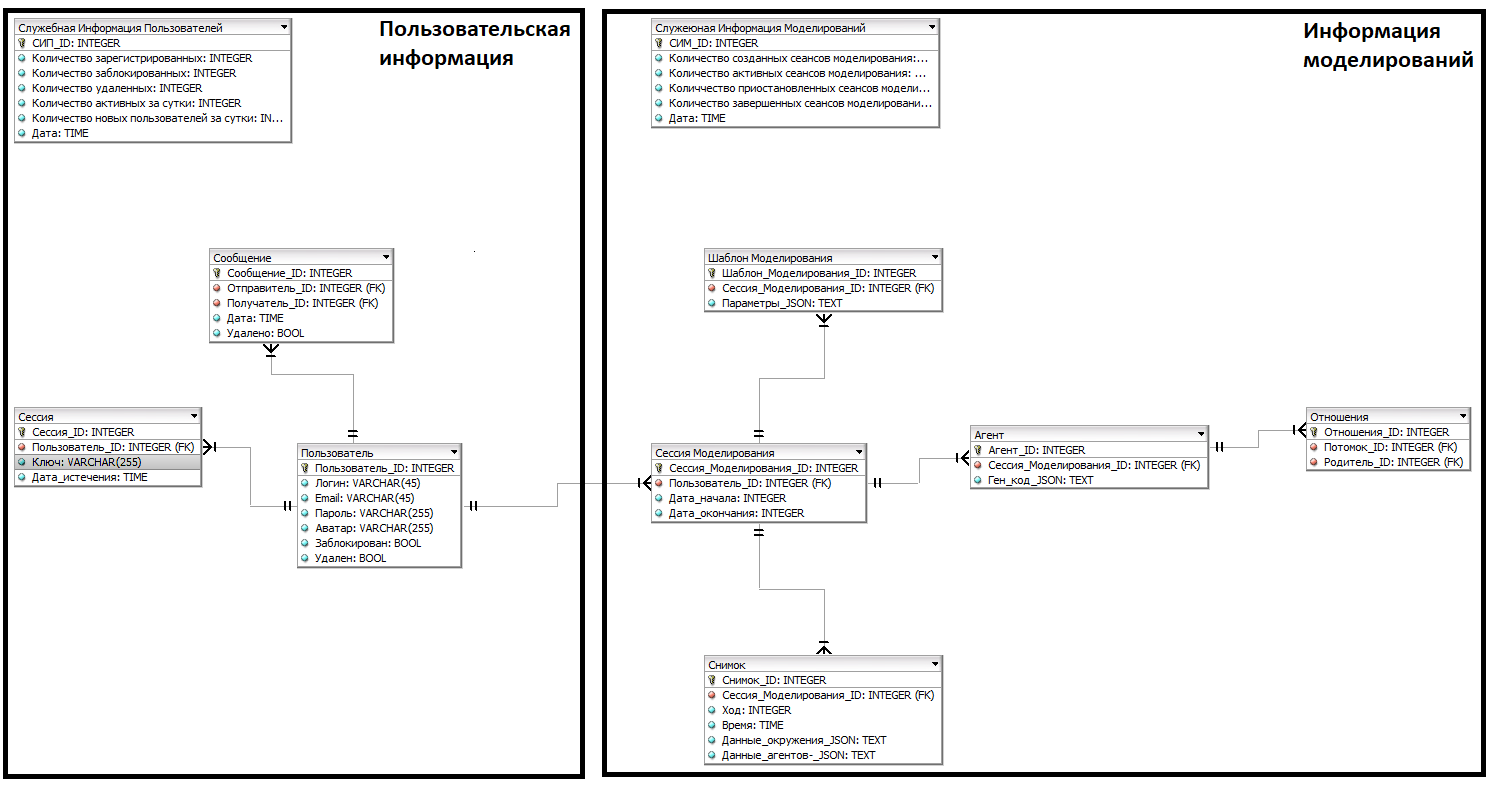 Пользовательская
информация
Служебная Информация Пользователей
СИП_ID: INTEGER
Количество зарегистрированных: INTEGER
Количество заблокированных: INTEGER
Количество удаленных: INTEGER
Количество активных за сутки: INTEGER
Количество новых пользователей за сутки: IN...
Дата: TIME
Сообщение
Сообщение_ID: INTEGER
Отправитель_ID: INTEGER (FK)
Получатель_ID: INTEGER (FK)
Дата: TIME
Удалено: BOOL
Сессия
Сессия_ID: INTEGER
Пользователь_ID: INTEGER (FK)
Ключ: VARCHAR(255)
Дата_истечения: TIME
Пользователь
Пользователь_ID: INTEGER
Логин: VARCHAR(45)
Email: VARCHAR(45)
Пароль: VARCHAR(255)
Аватар: VARCHAR(255)
Заблокирован: BOOL
Удален: BOOL
Информация
моделирований
Служеюная Информация Моделирований
СИМ_ID: INTEGER
Количество созданных сеансов моделирования:...
Количество активных сеансов моделирования: ...
Количчество приостановленных сеансов модели...
Количество завершенных сеансов моделировани...
Дата: TIME
Шаблон Моделирования
Шаблон_Моделирования_ID: INTEGER
Сессия_Моделирования_ID: INTEGER (FK)
Параметры_JSON: TEXT
Сессия Моделирования
Сессия_Моделирования_ID: INTEGER
Пользователь_ID: INTEGER (FK)
Дата_начала: INTEGER
Дата_окончания: INTEGER
Агент
Агент_ID: INTEGER
Сессия_Моделирования_ID: INTEGER (FK)
Ген_код_JSON: TEXT
Отношения
Отношения_ID: INTEGER
Потомок_ID: INTEGER (FK)
Родитель_ID: INTEGER (FK)
Снимок
Снимок_ID: INTEGER
Сессия_Моделирования_ID: INTEGER (FK)
Ход: INTEGER
Время: TIME
Данные_окружения_JSON: TEXT
Данные_агентов-_JSON: TEXT